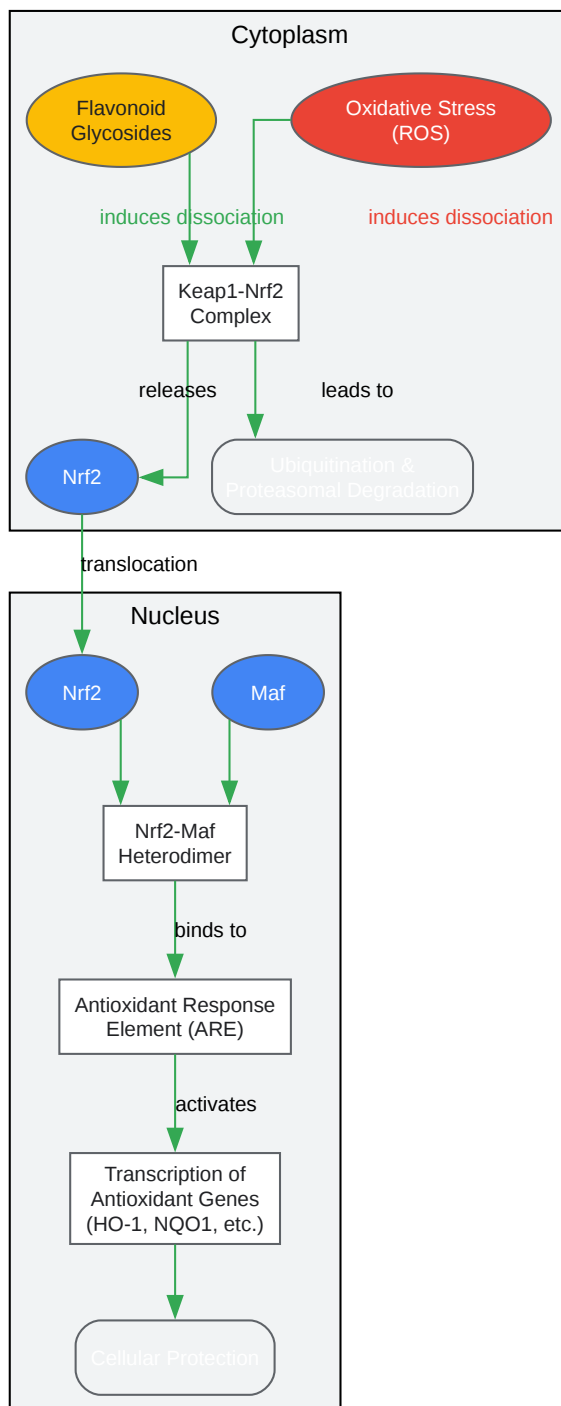 Cytoplasm
Flavonoid
Glycosides
Oxidative Stress
(ROS)
induces dissociation
induces dissociation
Keap1-Nrf2
Complex
releases
leads to
Nrf2
Ubiquitination &
Proteasomal Degradation
translocation
Nucleus
Nrf2
Maf
Nrf2-Maf
Heterodimer
binds to
Antioxidant Response
Element (ARE)
activates
Transcription of
Antioxidant Genes
(HO-1, NQO1, etc.)
Cellular Protection